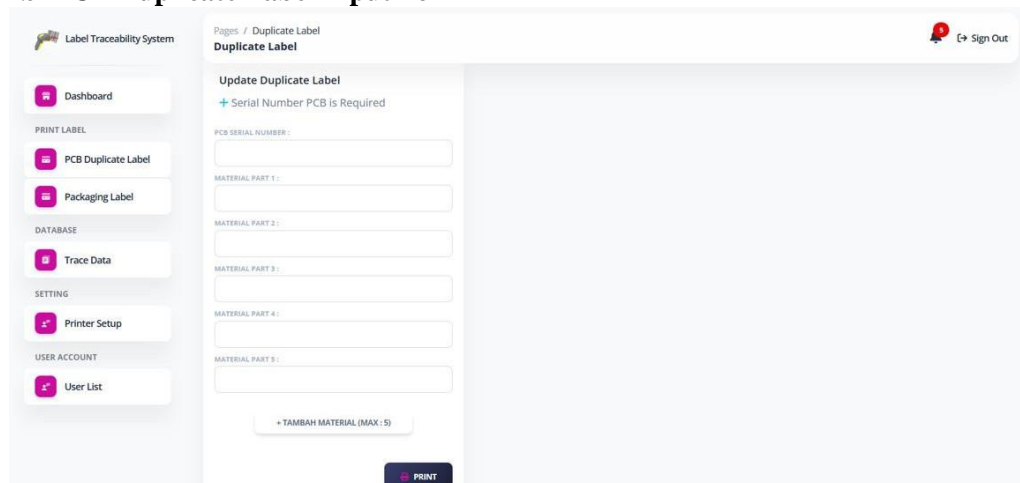 Label Traceability System
Pages / Duplicate Label
Duplicate Label
5
Sign Out
Dashboard
PRINT LABEL
PCB Duplicate Label
Packaging Label
DATABASE
Trace Data
SETTING
Printer Setup
USER ACCOUNT
User List
Update Duplicate Label
+ Serial Number PCB is Required
PCB SERIAL NUMBER :
MATERIAL PART 1 :
MATERIAL PART 2 :
MATERIAL PART 3 :
MATERIAL PART 4 :
MATERIAL PART 5 :
+ TAMBAH MATERIAL (MAX : 5)
PRINT